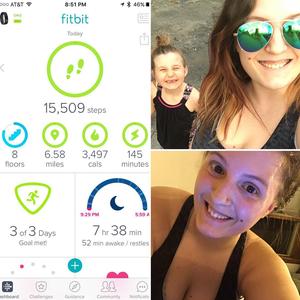 AT&T
8:51 PM
46%
fitbit
Today
15,509 steps
8 6.58 3,497 145
floors miles cals minutes
9:29 PM 5:59 A
3 of 3 Days 7 hr 38 min
Goal met! 52 min awake / restles
Dashboard Challenges Guidance Community Notificati